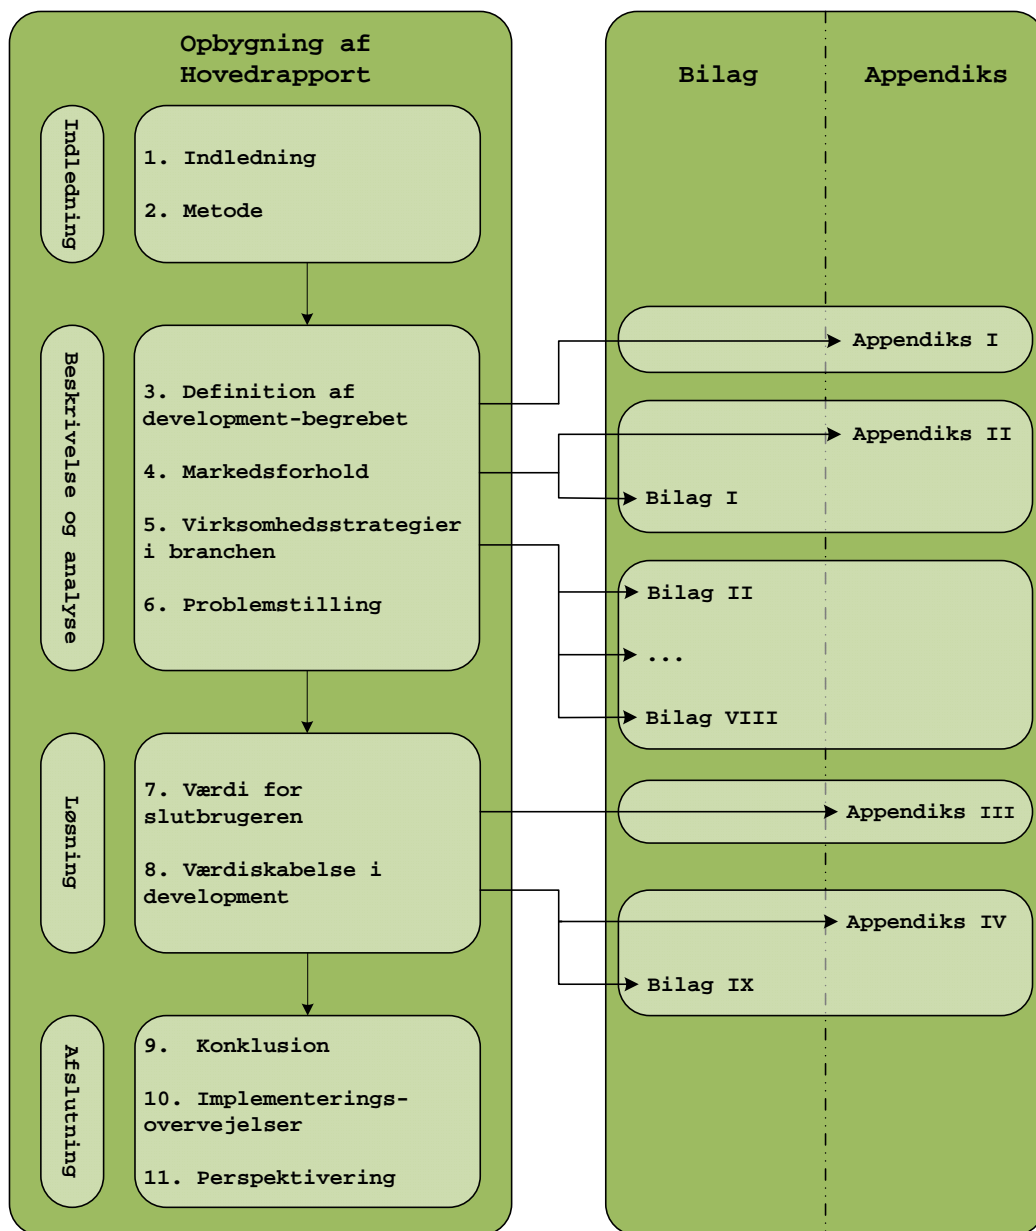 Opbygning af
Hovedrapport
Indledning
1. Indledning
2. Metode
Beskrivelse og analyse
3. Definition af
development-begrebet
4. Markedsforhold
5. Virksomhedsstrategier
i branchen
6. Problemstilling
Løsning
7. Værdi for
slutbrugeren
8. Værdiskabelse i
development
Afslutning
9. Konklusion
10. Implementerings-
overvejelser
11. Perspektivering
Bilag
Appendiks
Appendiks I
Appendiks II
Bilag I
Bilag II
...
Bilag VIII
Appendiks III
Appendiks IV
Bilag IX